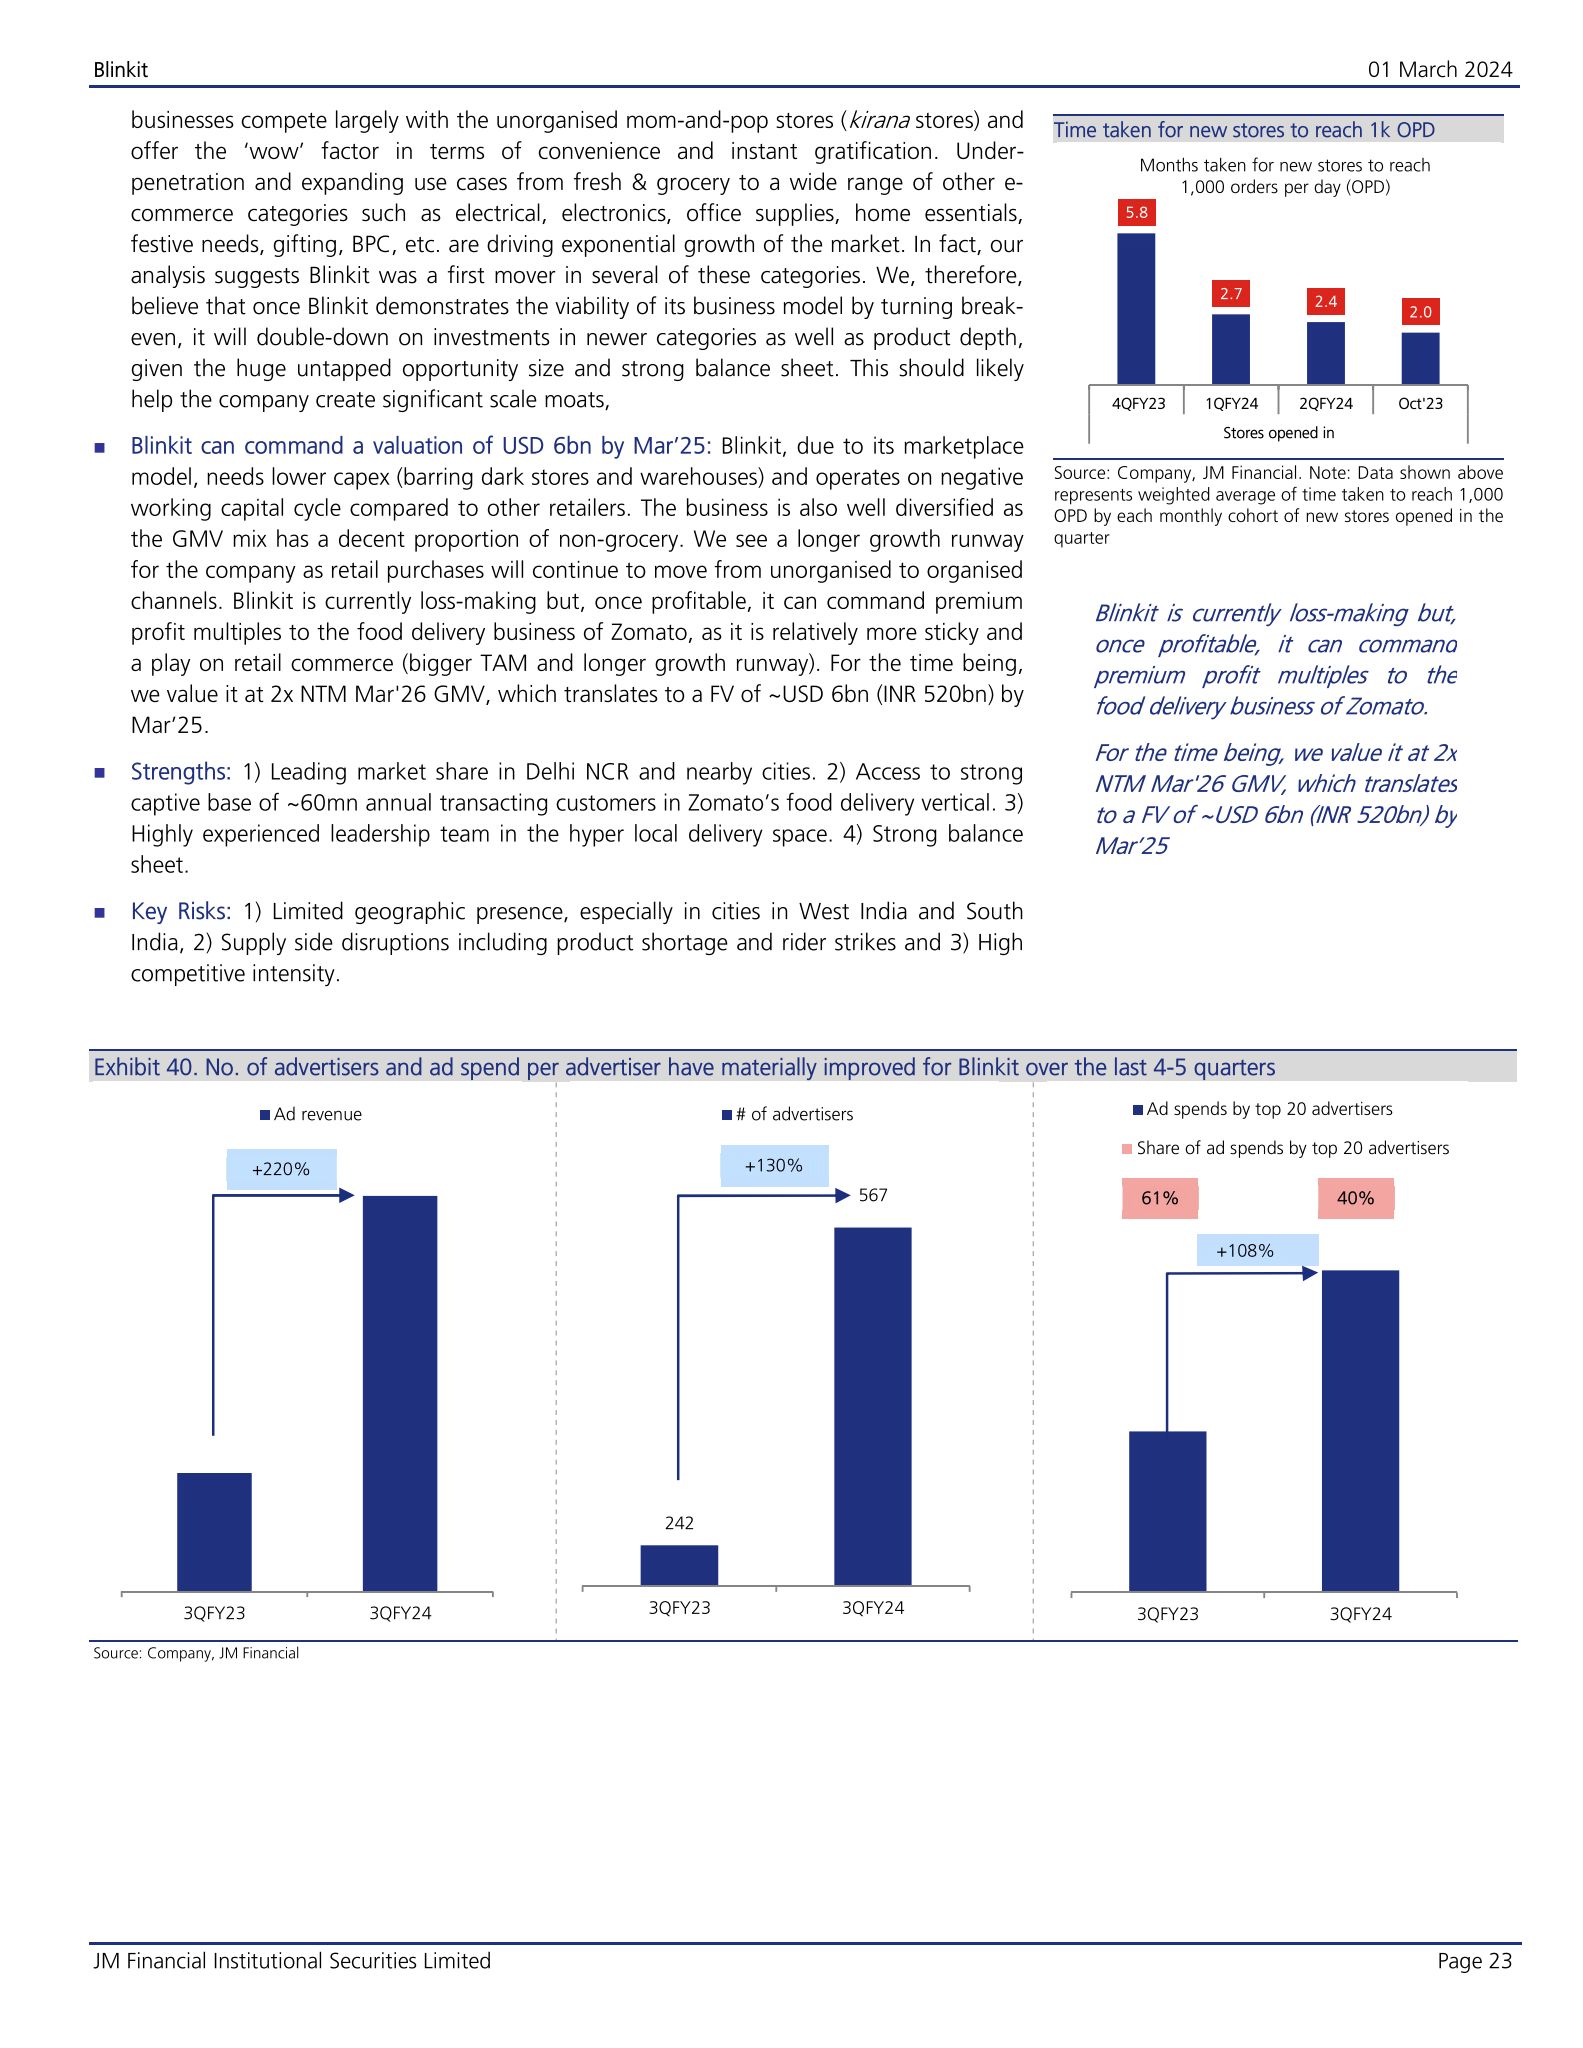 Blinkit
01 March 2024
businesses compete largely with the unorganised mom-and-pop stores (kirana stores) and
offer the ‘wow’ factor in terms of convenience and instant gratification. Under-
penetration and expanding use cases from fresh & grocery to a wide range of other e-
commerce categories such as electrical, electronics, office supplies, home essentials,
festive needs, gifting, BPC, etc. are driving exponential growth of the market. In fact, our
analysis suggests Blinkit was a first mover in several of these categories. We, therefore,
believe that once Blinkit demonstrates the viability of its business model by turning break-
even, it will double-down on investments in newer categories as well as product depth,
given the huge untapped opportunity size and strong balance sheet. This should likely
help the company create significant scale moats,
■ Blinkit can command a valuation of USD 6bn by Mar’25: Blinkit, due to its marketplace
model, needs lower capex (barring dark stores and warehouses) and operates on negative
working capital cycle compared to other retailers. The business is also well diversified as
the GMV mix has a decent proportion of non-grocery. We see a longer growth runway
for the company as retail purchases will continue to move from unorganised to organised
channels. Blinkit is currently loss-making but, once profitable, it can command premium
profit multiples to the food delivery business of Zomato, as it is relatively more sticky and
a play on retail commerce (bigger TAM and longer growth runway). For the time being,
we value it at 2x NTM Mar'26 GMV, which translates to a FV of ~USD 6bn (INR 520bn) by
Mar’25.
■ Strengths: 1) Leading market share in Delhi NCR and nearby cities. 2) Access to strong
captive base of ~60mn annual transacting customers in Zomato’s food delivery vertical. 3)
Highly experienced leadership team in the hyper local delivery space. 4) Strong balance
sheet.
■ Key Risks: 1) Limited geographic presence, especially in cities in West India and South
India, 2) Supply side disruptions including product shortage and rider strikes and 3) High
competitive intensity.
Time taken for new stores to reach 1k OPD
Months taken for new stores to reach
1,000 orders per day (OPD)
5.8
2.7
2.4
2.0
4QFY23 1QFY24 2QFY24 Oct'23
Stores opened in
Source: Company, JM Financial. Note: Data shown above
represents weighted average of time taken to reach 1,000
OPD by each monthly cohort of new stores opened in the
quarter
Blinkit is currently loss-making but,
once profitable, it can command
premium profit multiples to the
food delivery business of Zomato.
For the time being, we value it at 2x
NTM Mar'26 GMV, which translates
to a FV of ~USD 6bn (INR 520bn) by
Mar’25
Exhibit 40. No. of advertisers and ad spend per advertiser have materially improved for Blinkit over the last 4-5 quarters
Ad revenue
+220%
3QFY23 3QFY24
# of advertisers
+130%
567
242
3QFY23 3QFY24
Ad spends by top 20 advertisers
Share of ad spends by top 20 advertisers
61% 40%
+108%
3QFY23 3QFY24
Source: Company, JM Financial
JM Financial Institutional Securities Limited
Page 23